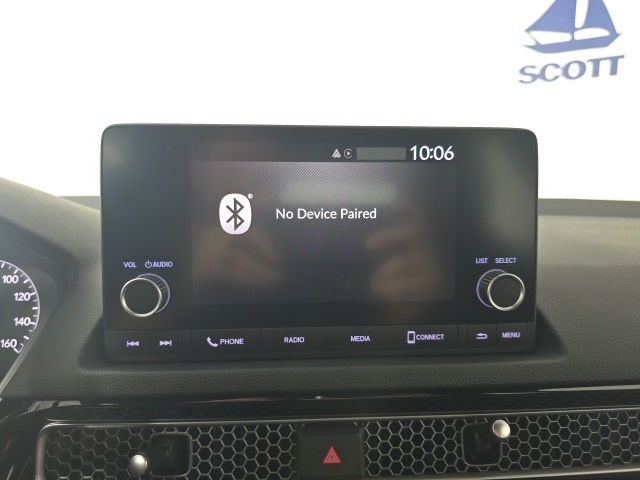 SCOTT
10:06
No Device Paired
VOL AUDIO
LIST SELECT
PHONE RADIO MEDIA CONNECT MENU
100
120
140
160